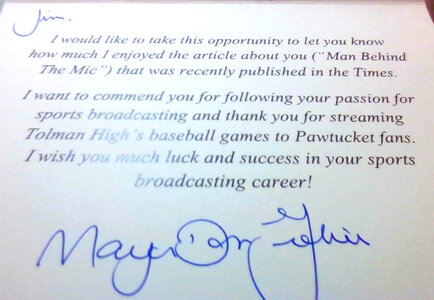 Jim,
I would like to take this opportunity to let you know
how much I enjoyed the article about you ("Man Behind
The Mic") that was recently published in the Times.
I want to commend you for following your passion for
sports broadcasting and thank you for streaming
Tolman High's baseball games to Pawtucket fans.
I wish you much luck and success in your sports
broadcasting career!
Mayor Don